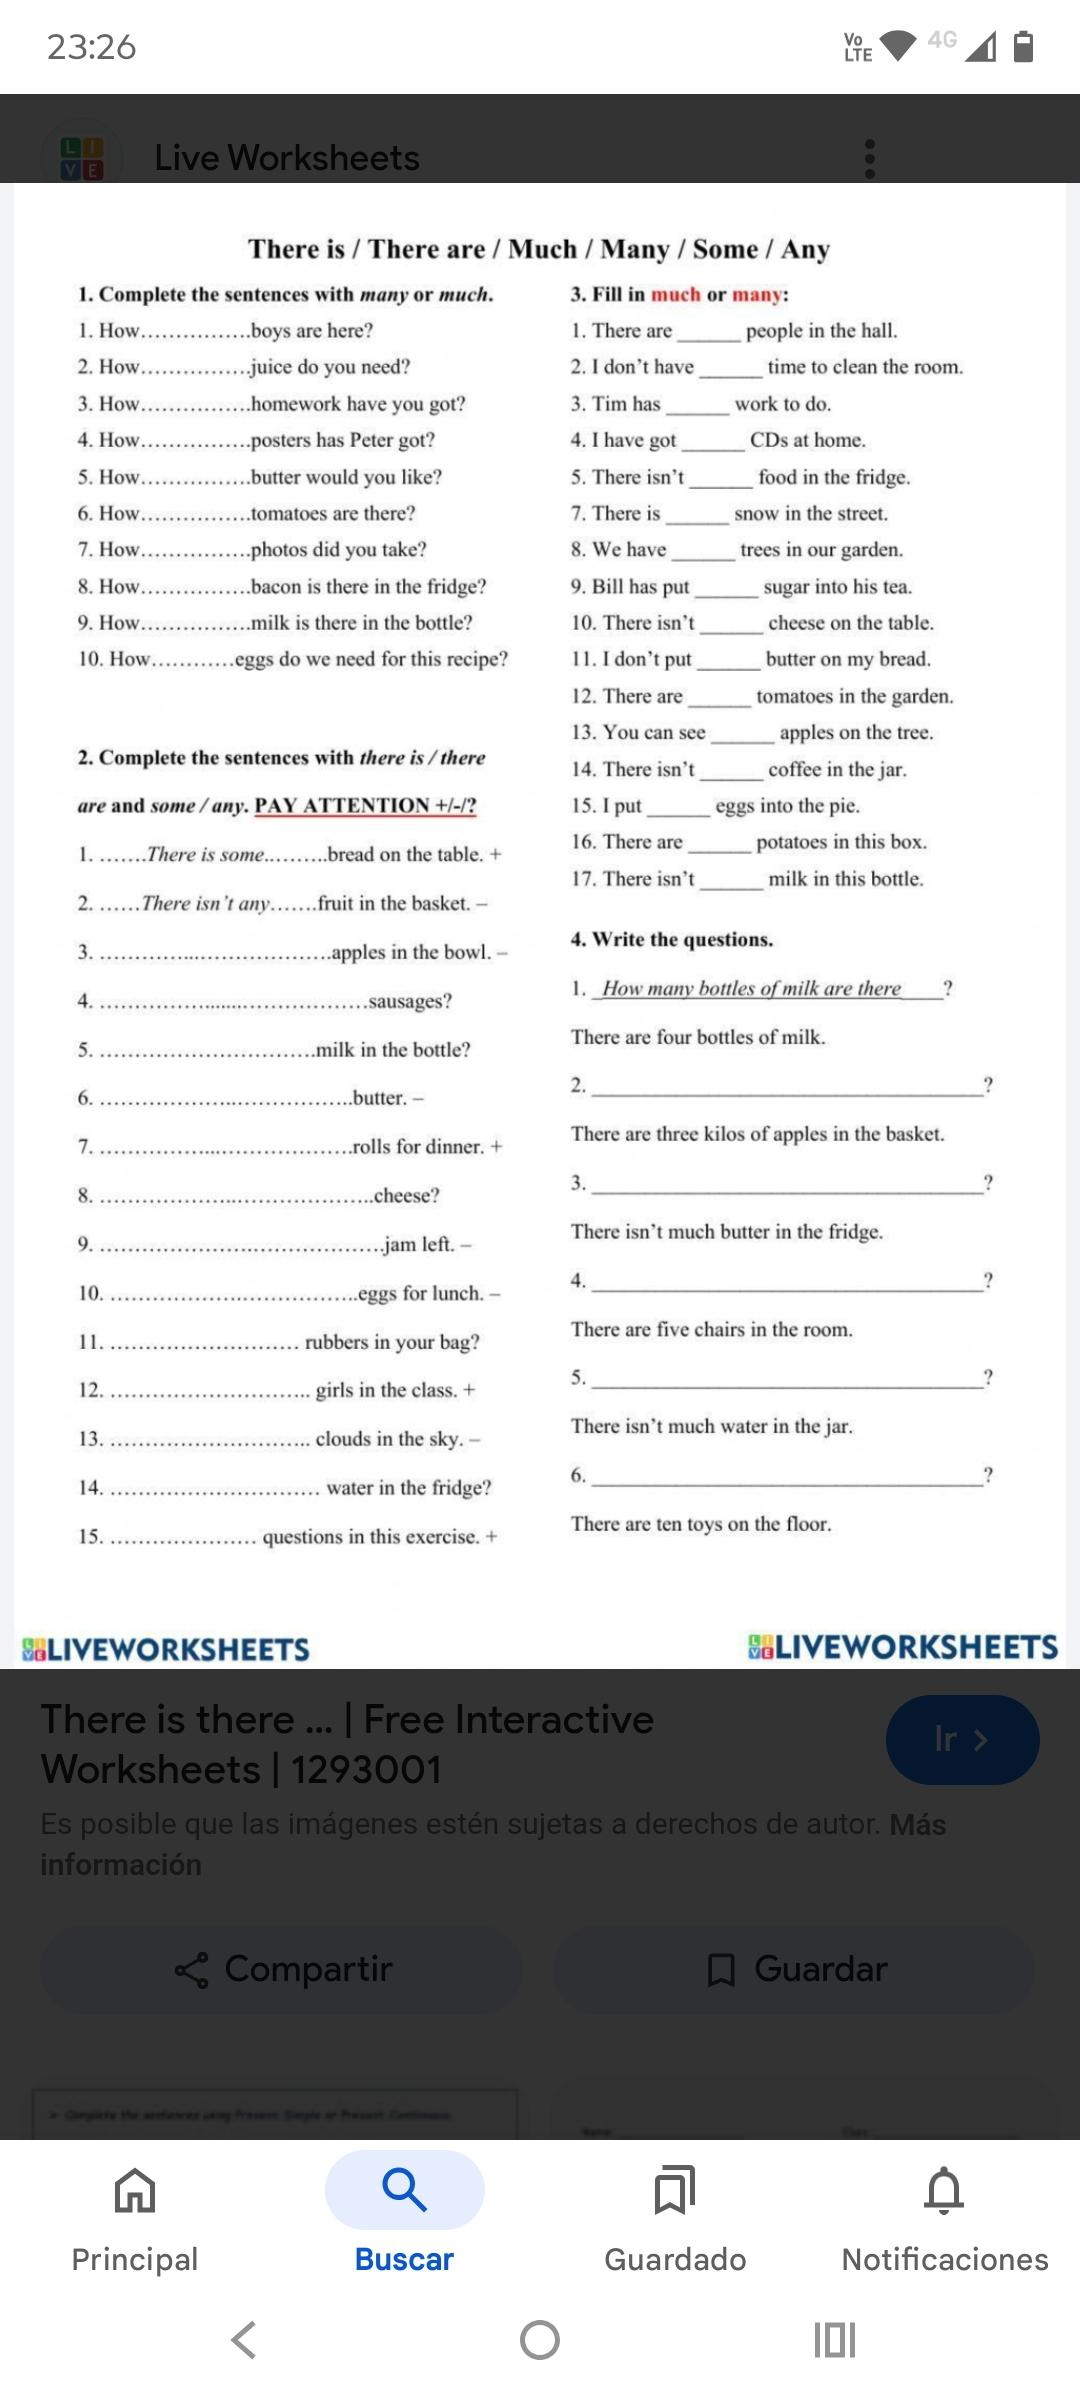 23:26
Vo
LTE
4G
Live Worksheets
There is / There are / Much / Many / Some / Any
1. Complete the sentences with many or much.
1. How................boys are here?
2. How................juice do you need?
3. How................homework have you got?
4. How................posters has Peter got?
5. How................butter would you like?
6. How................tomatoes are there?
7. How................photos did you take?
8. How................bacon is there in the fridge?
9. How................milk is there in the bottle?
10. How............eggs do we need for this recipe?
2. Complete the sentences with there is / there
are and some / any. PAY ATTENTION +/-/?
1. .......There is some.........bread on the table. +
2. ......There isn't any.......fruit in the basket. –
3. ..................................apples in the bowl. –
4. .......................................sausages?
5. ................................milk in the bottle?
6. .....................................butter. –
7. .....................................rolls for dinner. +
8. ........................................cheese?
9. .........................................jam left. –
10. ....................................eggs for lunch. –
11. ........................... rubbers in your bag?
12. ............................. girls in the class. +
13. ............................. clouds in the sky. –
14. .............................. water in the fridge?
15. ..................... questions in this exercise. +
3. Fill in much or many:
1. There are ______ people in the hall.
2. I don't have ______ time to clean the room.
3. Tim has ______ work to do.
4. I have got ______ CDs at home.
5. There isn't ______ food in the fridge.
7. There is ______ snow in the street.
8. We have ______ trees in our garden.
9. Bill has put ______ sugar into his tea.
10. There isn't ______ cheese on the table.
11. I don't put ______ butter on my bread.
12. There are ______ tomatoes in the garden.
13. You can see ______ apples on the tree.
14. There isn't ______ coffee in the jar.
15. I put ______ eggs into the pie.
16. There are ______ potatoes in this box.
17. There isn't ______ milk in this bottle.
4. Write the questions.
1. _How many bottles of milk are there____?
There are four bottles of milk.
2. ______________________________________?
There are three kilos of apples in the basket.
3. ______________________________________?
There isn't much butter in the fridge.
4. ______________________________________?
There are five chairs in the room.
5. ______________________________________?
There isn't much water in the jar.
6. ______________________________________?
There are ten toys on the floor.
LIVEWORKSHEETS
LIVEWORKSHEETS
There is there ... | Free Interactive
Worksheets | 1293001
Ir >
Es posible que las imágenes estén sujetas a derechos de autor. Más
información
Compartir
Guardar
Complete the sentences using Present Simple or Present Continuous
Principal
Buscar
Guardado
Notificaciones